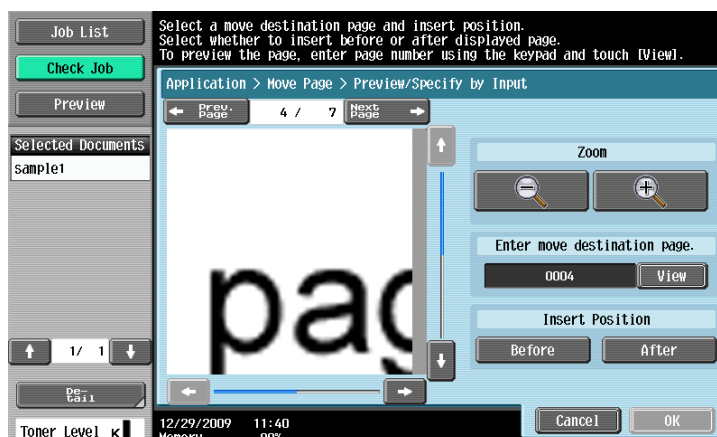 Job List
Check Job
Preview
Selected Documents
sample1
1/ 1
De-
tail
Toner Level K
Select a move destination page and insert position.
Select whether to insert before or after displayed page.
To preview the page, enter page number using the keypad and touch [View].
Application > Move Page > Preview/Specify by Input
Prev.
Page
4 / 7
Next
Page
pag
Zoom
Enter move destination page.
0004
View
Insert Position
Before
After
Cancel
OK
12/29/2009 11:40
Memory 99%